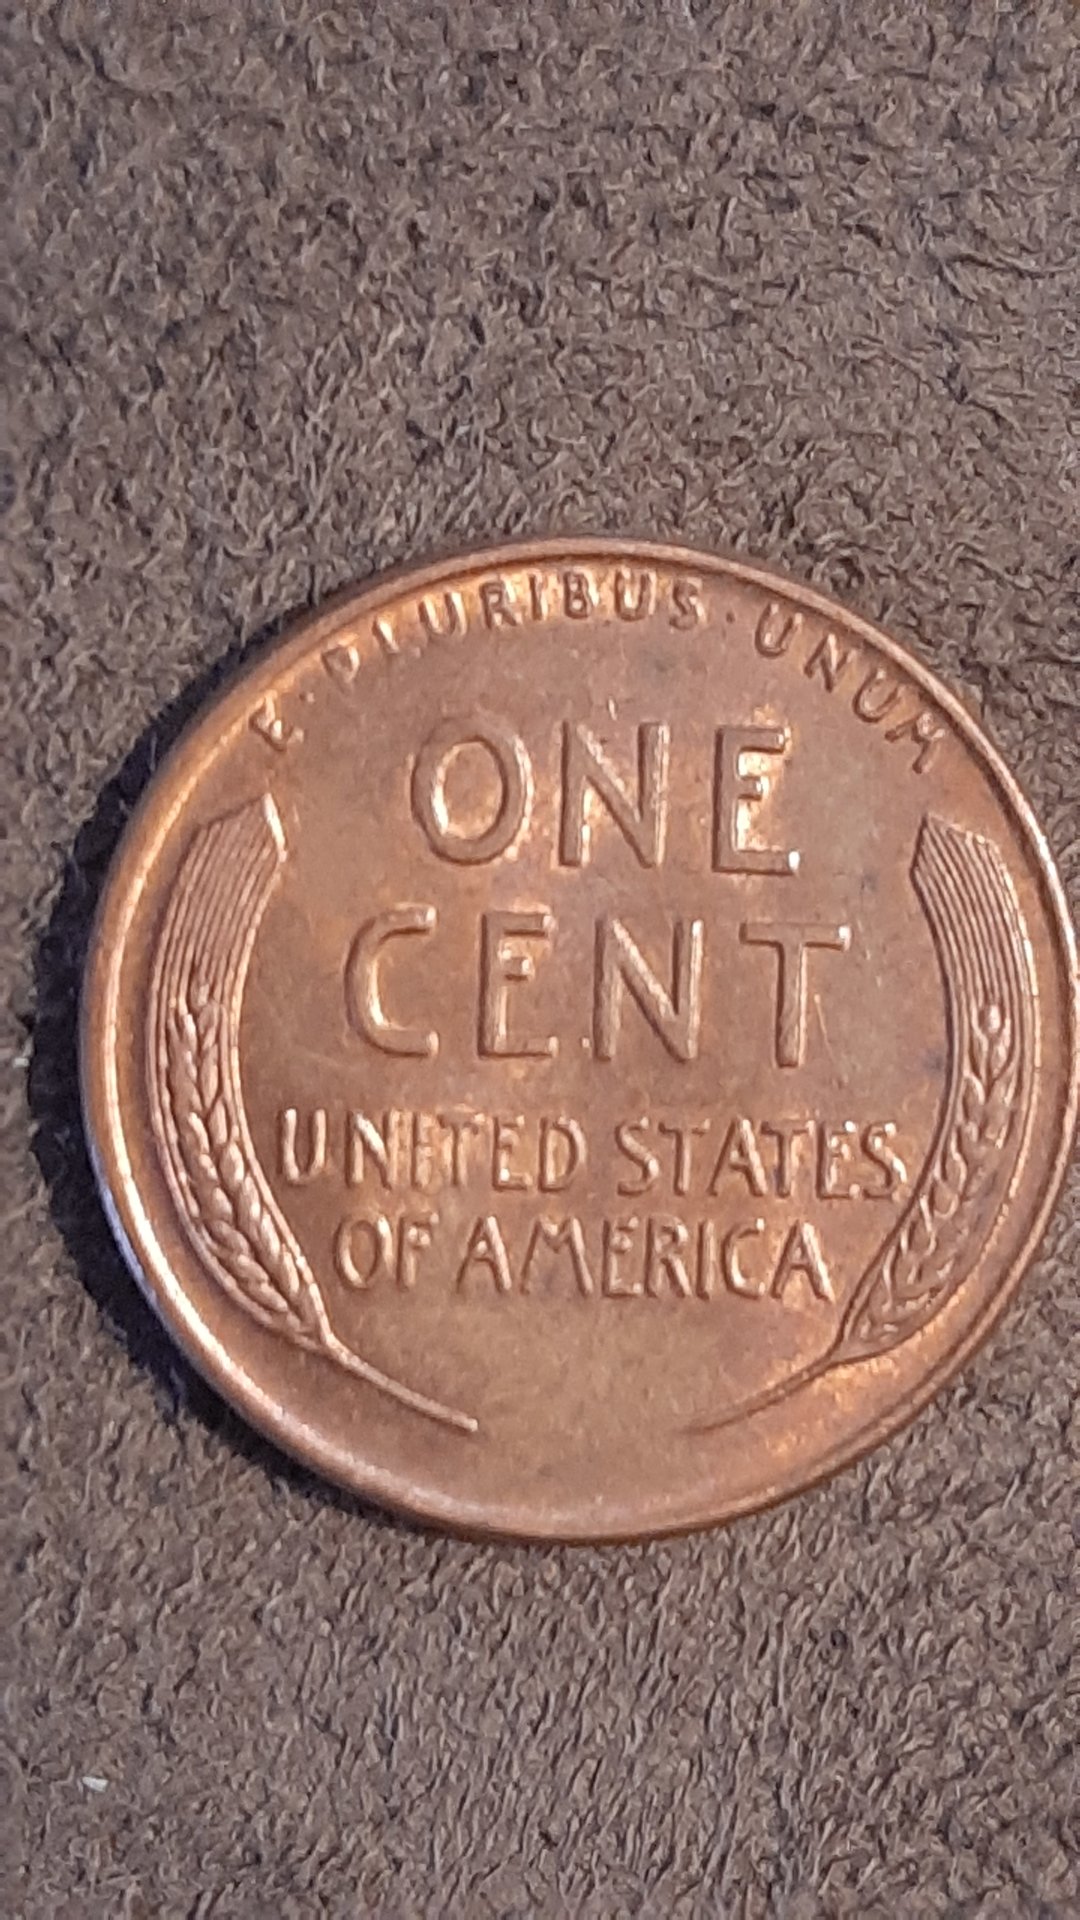 E · PLURIBUS · UNUM
ONE
CENT
UNITED STATES
OF AMERICA